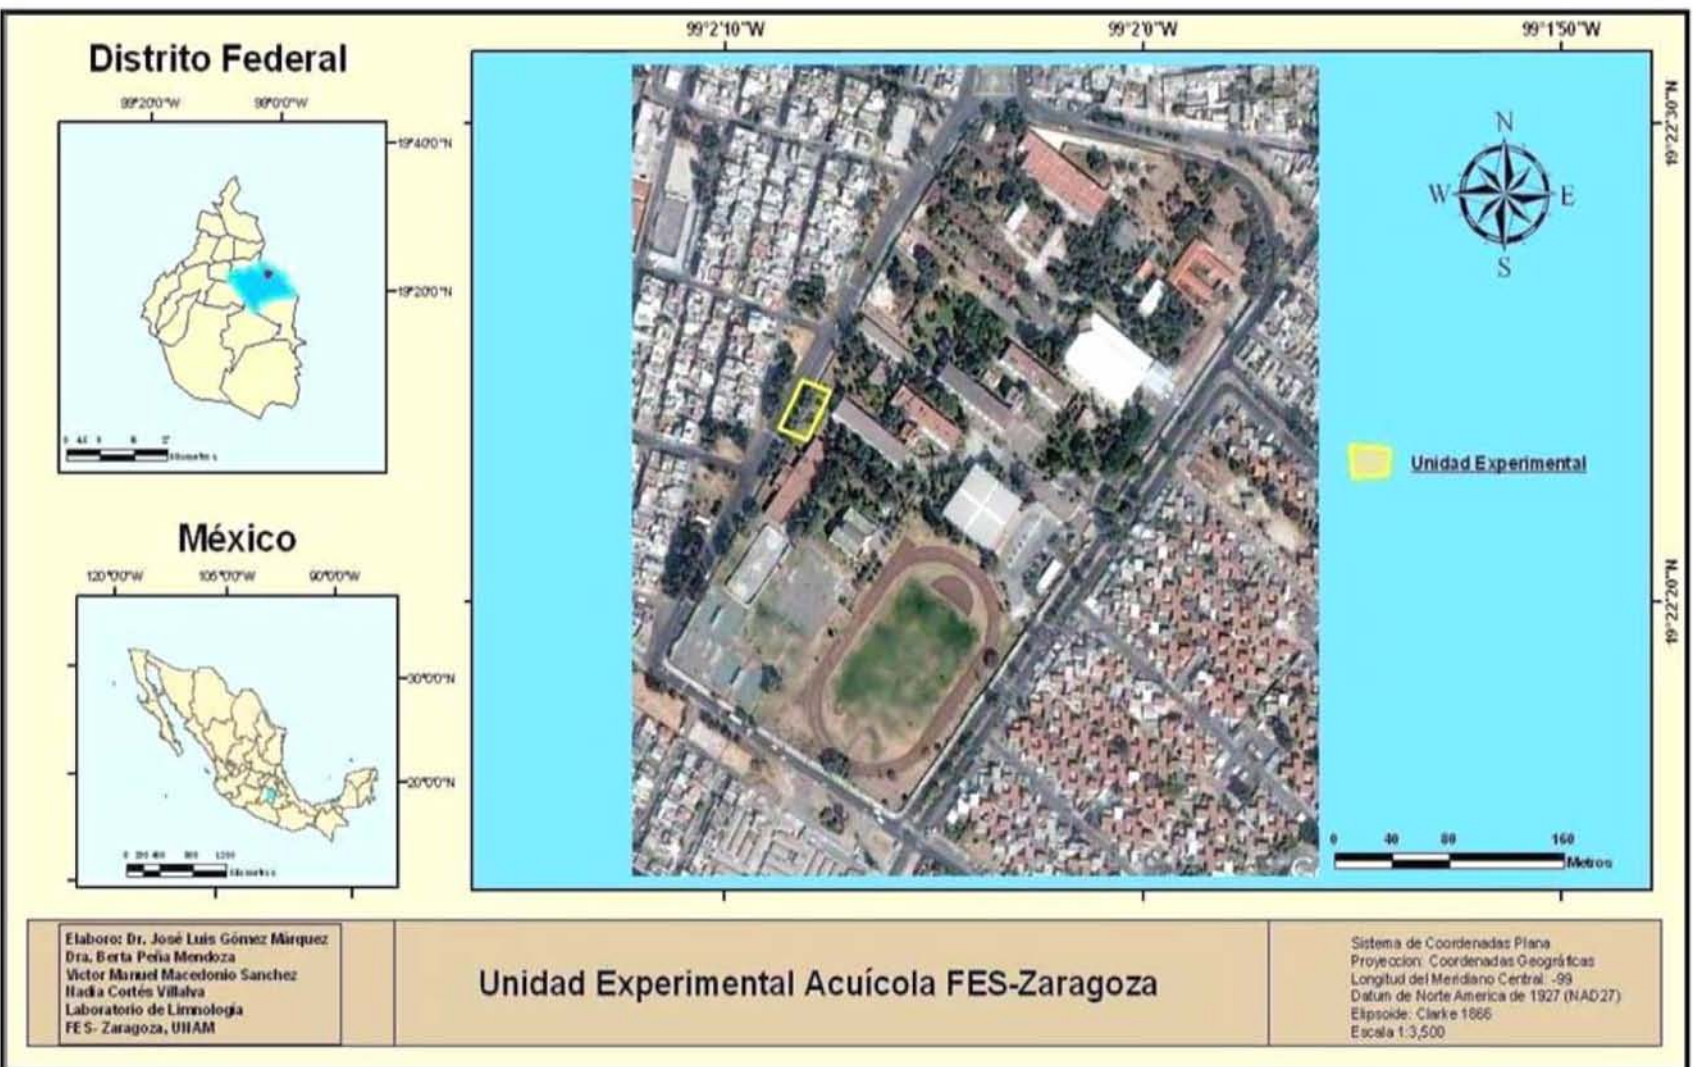 Distrito Federal
99°20'0"W
99°0'0"W
19°40'0"N
19°20'0"N
México
120°0'0"W
105°0'0"W
90°0'0"W
30°0'0"N
20°0'0"N
99°2'10"W
99°2'0"W
99°1'50"W
19°22'30"N
19°22'20"N
N
W
E
S
Unidad Experimental
0 40 80 160
Metros
Elaboro: Dr. José Luis Gómez Márquez
Dra. Berta Peña Mendoza
Victor Manuel Macedonio Sanchez
Nadia Cortés Villalva
Laboratorio de Limnología
FES- Zaragoza, UNAM
Unidad Experimental Acuícola FES-Zaragoza
Sistema de Coordenadas Plana
Proyeccion: Coordenadas Geográficas
Longitud del Meridiano Central: -99
Datum de Norte America de 1927 (NAD27)
Elipsoide: Clarke 1866
Escala 1:3,500